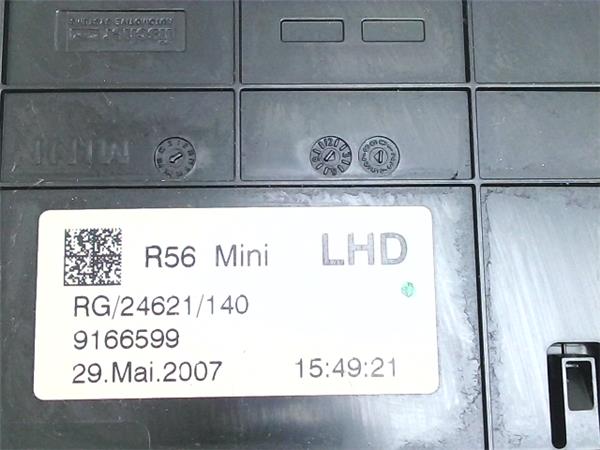 R56 Mini LHD
RG/24621/140
9166599
29.Mai.2007 15:49:21